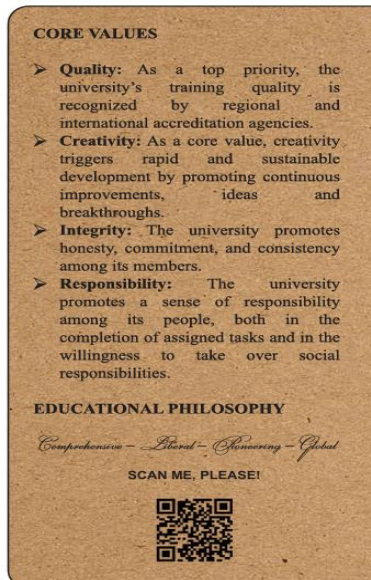 CORE VALUES
➢ Quality: As a top priority, the
university's training quality is
recognized by regional and
international accreditation agencies.
➢ Creativity: As a core value, creativity
triggers rapid and sustainable
development by promoting continuous
improvements, ideas and
breakthroughs.
➢ Integrity: The university promotes
honesty, commitment, and consistency
among its members.
➢ Responsibility: The university
promotes a sense of responsibility
among its people, both in the
completion of assigned tasks and in the
willingness to take over social
responsibilities.
EDUCATIONAL PHILOSOPHY
Comprehensive – Liberal – Pioneering – Global
SCAN ME, PLEASE!